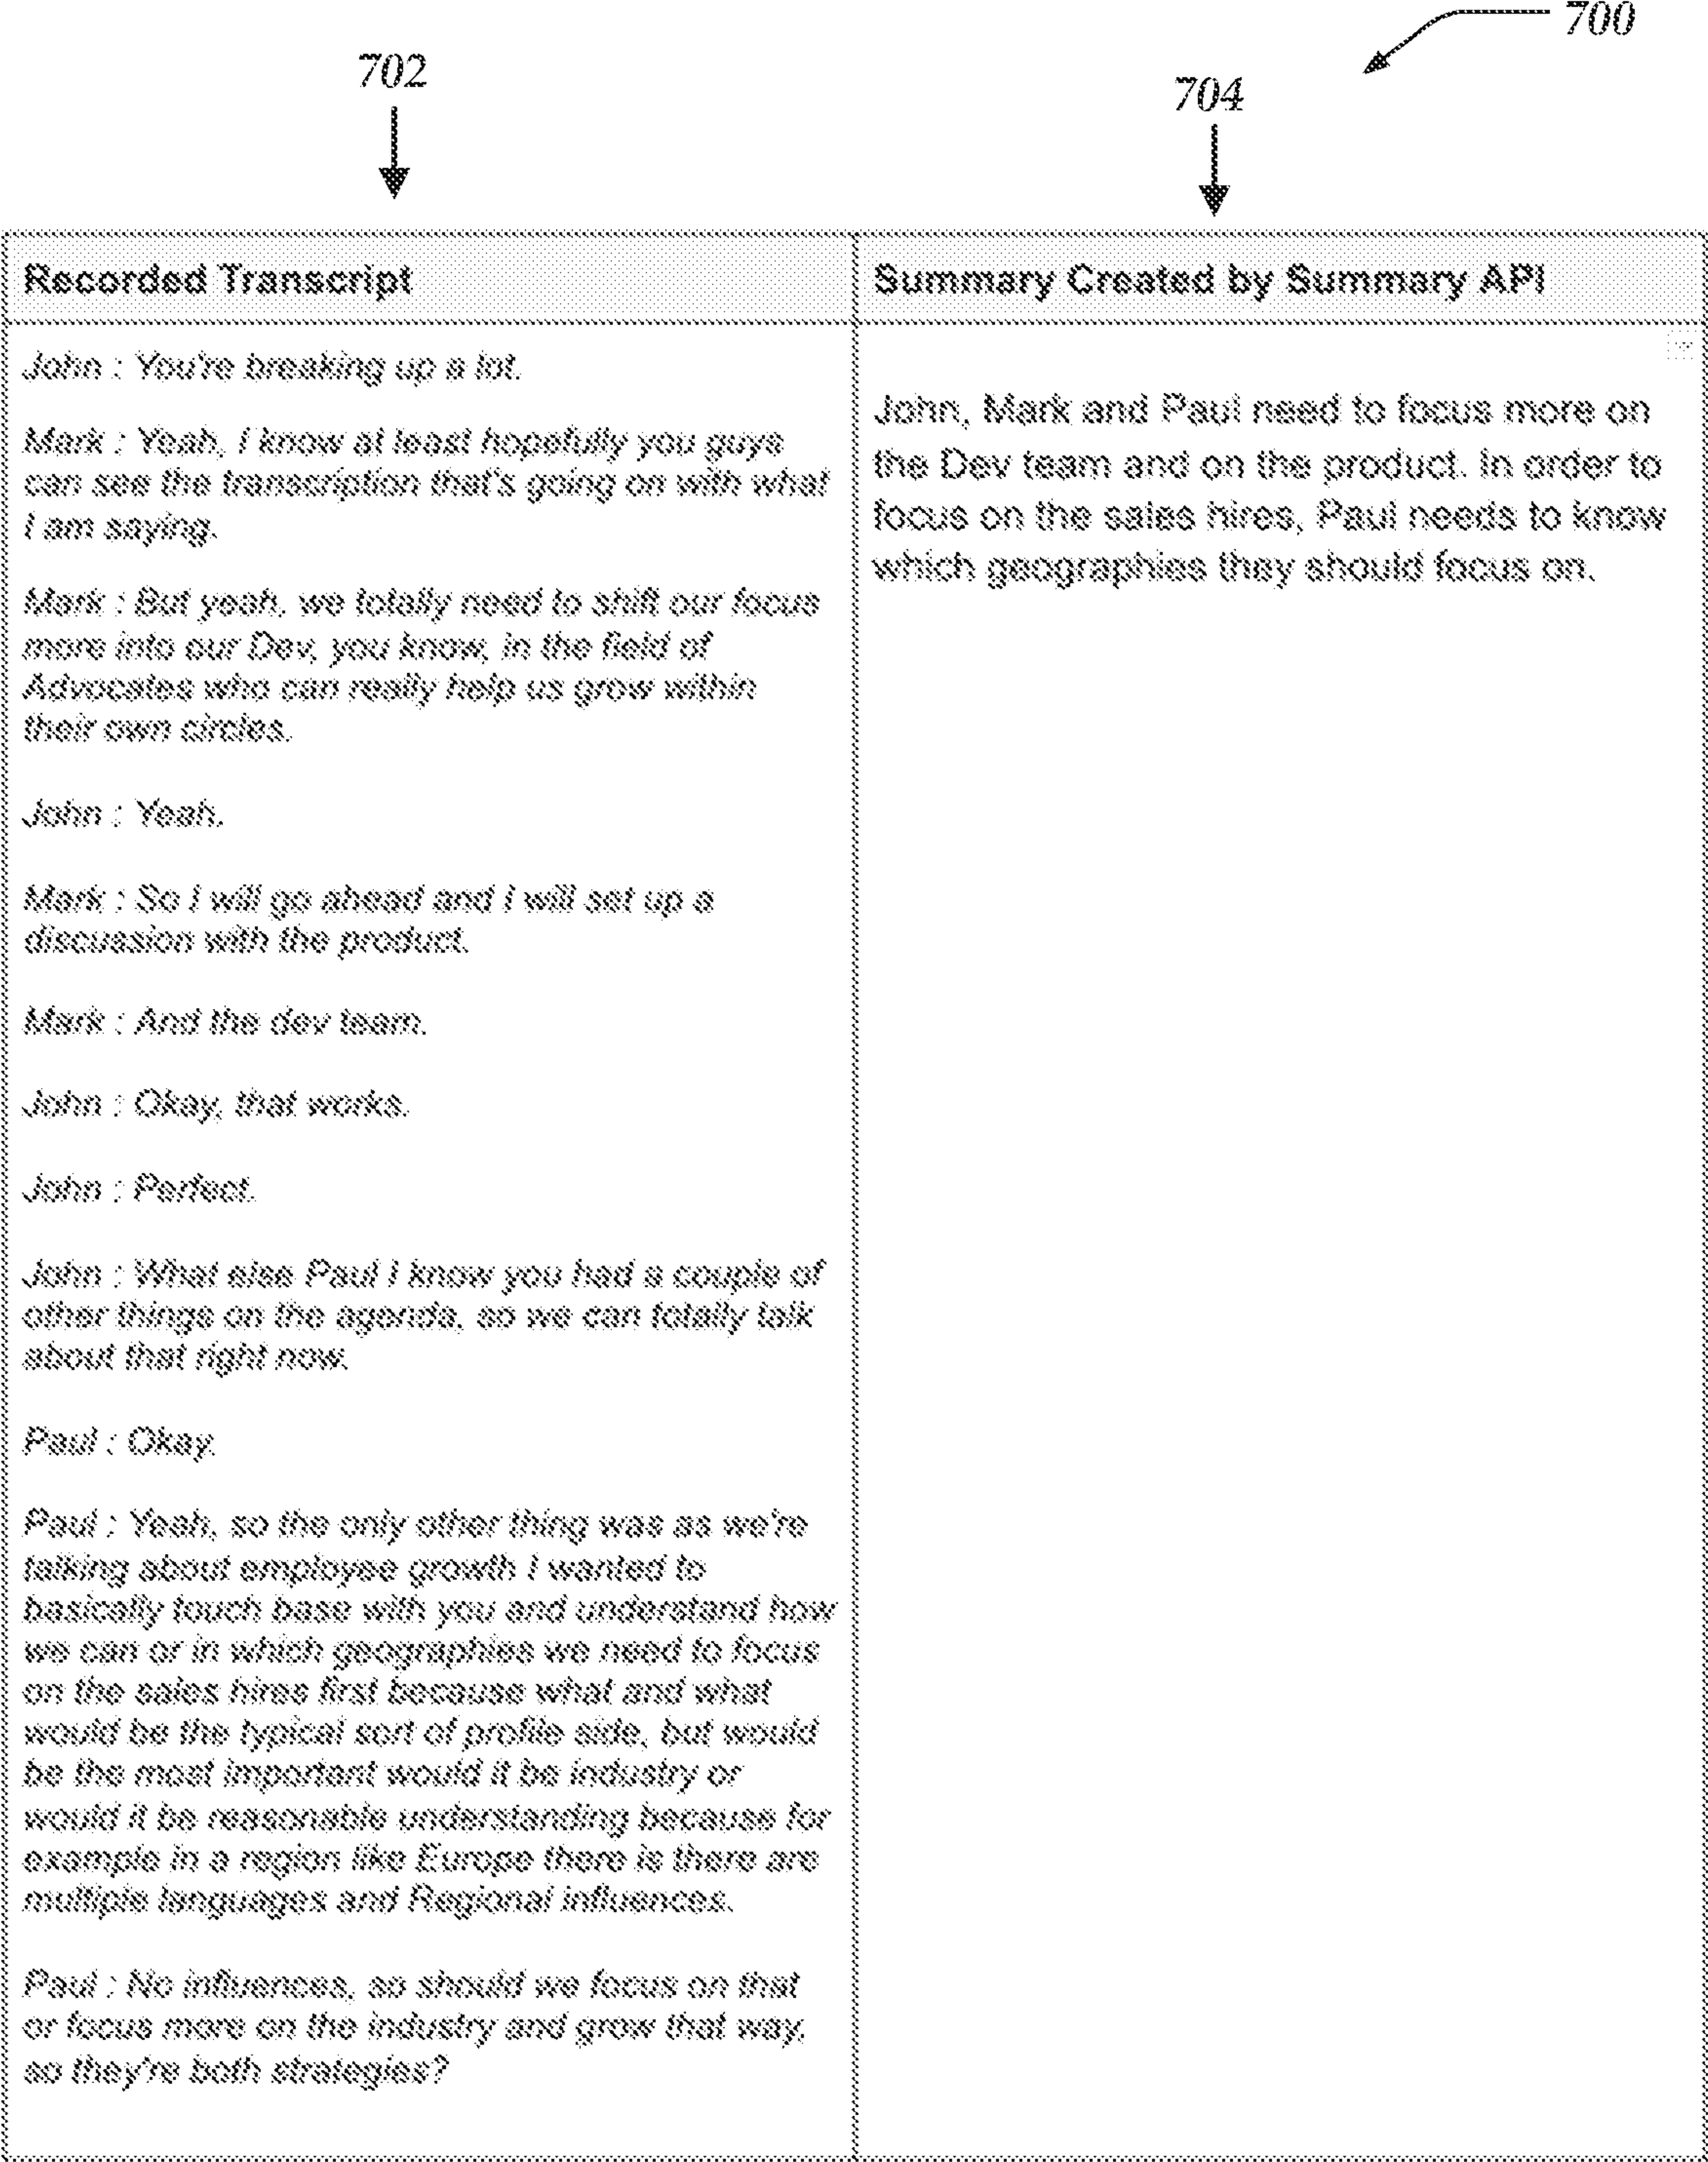 700
702
704
Recorded Transcript
John : You're breaking up a lot.
Mark : Yeah, I know at least hopefully you guys
can see the transcription that's going on with what
I am saying.
Mark : But yeah, we totally need to shift our focus
more into our Dev, you know, in the field of
Advocates who can really help us grow within
their own circles.
John : Yeah.
Mark : So I will go ahead and I will set up a
discussion with the product.
Mark : And the dev team.
John : Okay, that works.
John : Perfect.
John : What else Paul I know you had a couple of
other things on the agenda, so we can totally talk
about that right now.
Paul : Okay.
Paul : Yeah, so the only other thing was as we're
talking about employee growth I wanted to
basically touch base with you and understand how
we can or in which geographies we need to focus
on the sales hires first because what and what
would be the typical sort of profile side, but would
be the most important would it be industry or
would it be reasonable understanding because for
example in a region like Europe there is there are
multiple languages and Regional influences.
Paul : No influences, so should we focus on that
or focus more on the industry and grow that way,
so they're both strategies?
Summary Created by Summary API
John, Mark and Paul need to focus more on
the Dev team and on the product. In order to
focus on the sales hires, Paul needs to know
which geographies they should focus on.